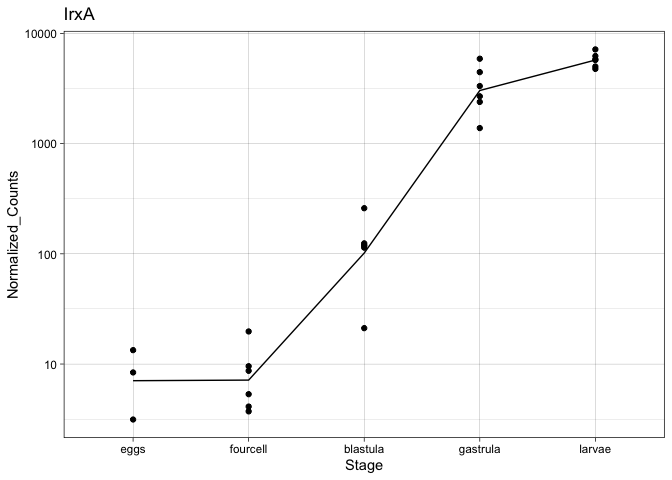 IrxA
10000
1000
100
10
Normalized_Counts
eggs fourcell blastula gastrula larvae
Stage